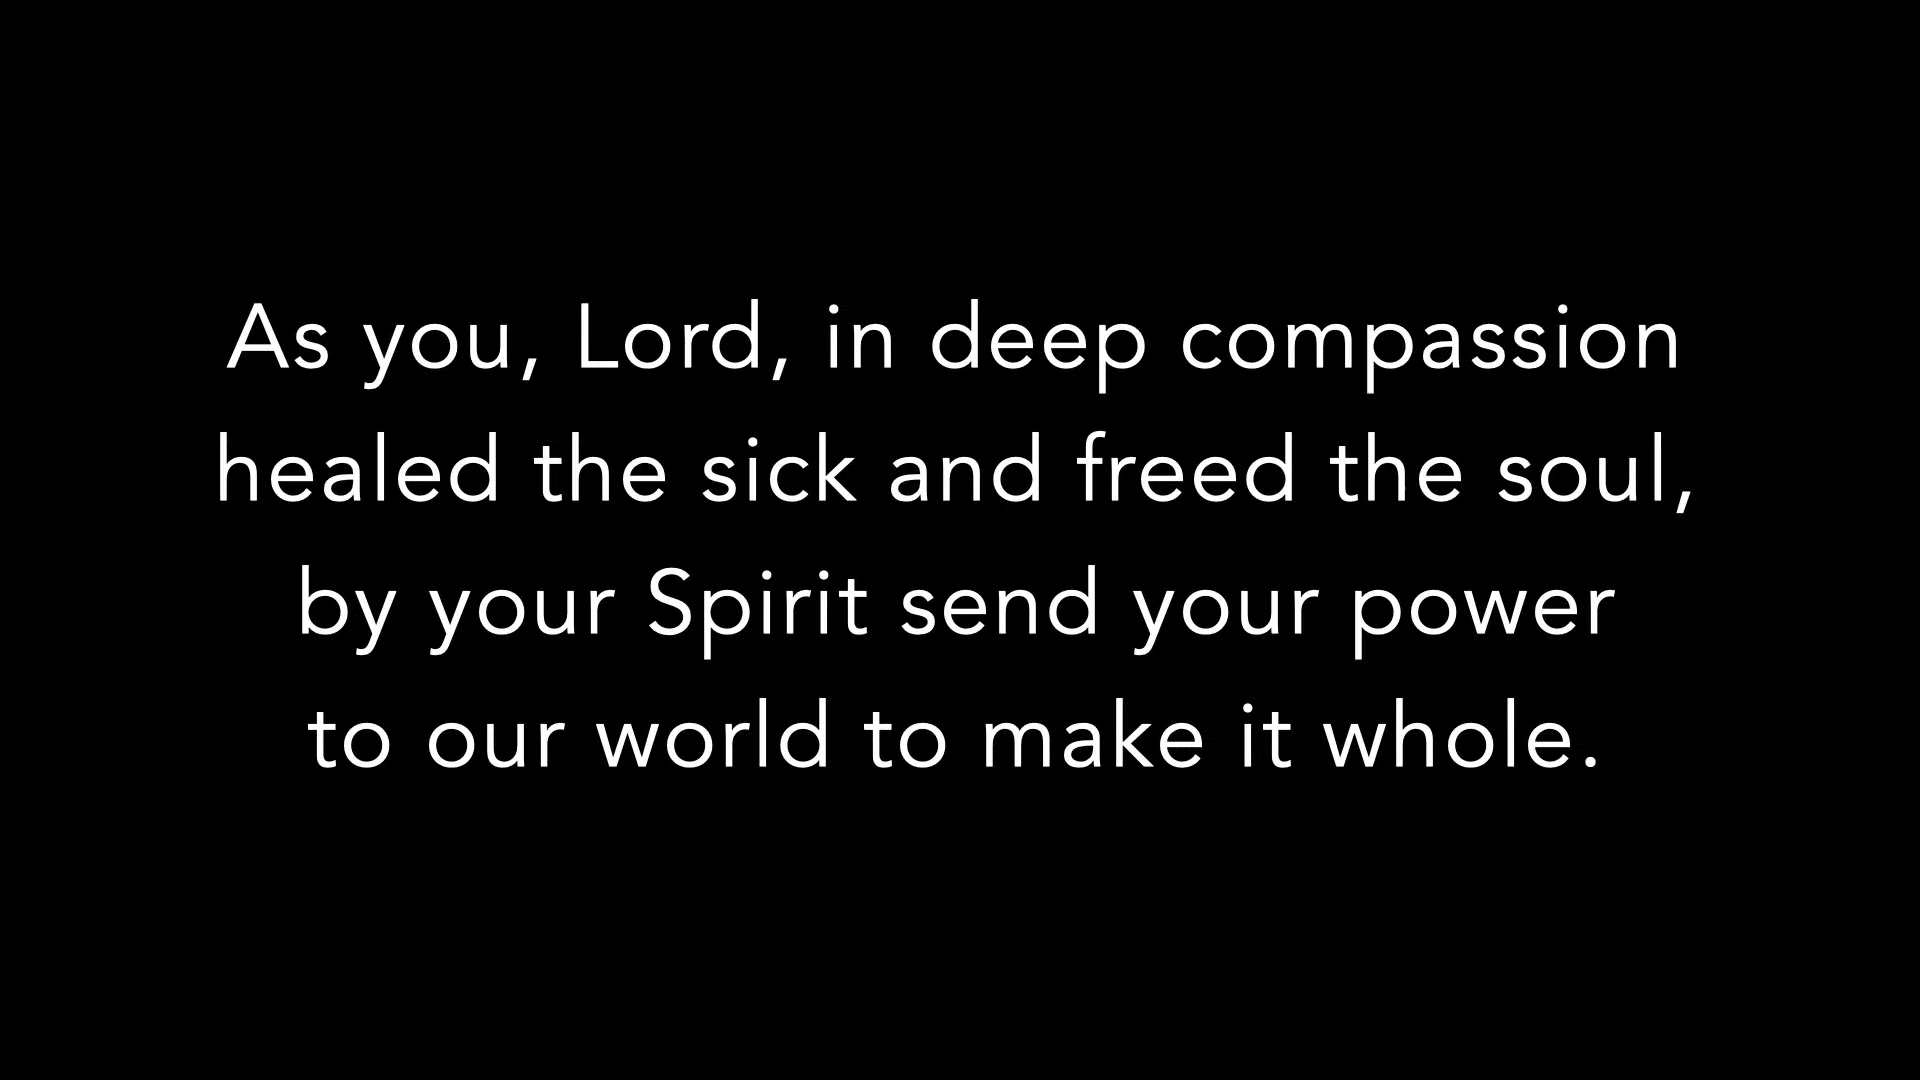 As you, Lord, in deep compassion
healed the sick and freed the soul,
by your Spirit send your power
to our world to make it whole.